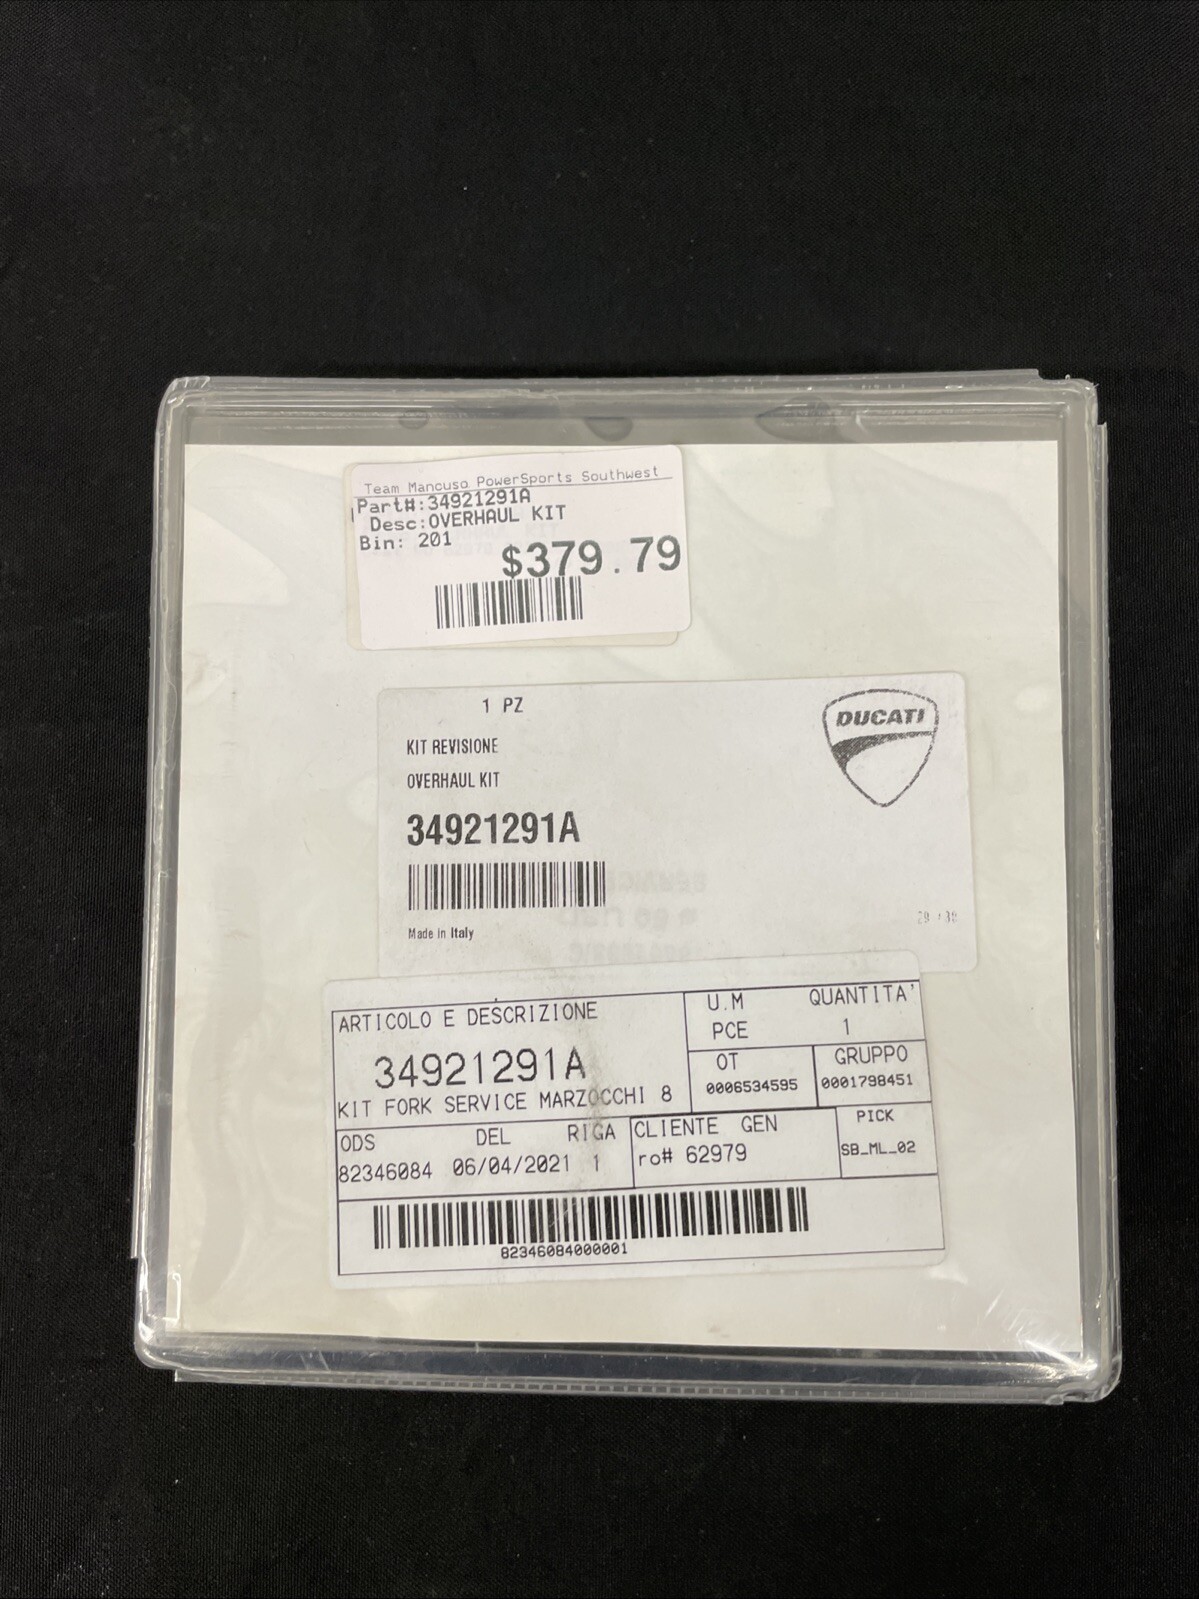 Team Mancuso PowerSports Southwest
Part#:34921291A
Desc:OVERHAUL KIT
Bin: 201
$379.79
1 PZ
DUCATI
KIT REVISIONE
OVERHAUL KIT
34921291A
Made in Italy
ARTICOLO E DESCRIZIONE
34921291A
KIT FORK SERVICE MARZOCCHI 8
U.M QUANTITA'
PCE 1
OT GRUPPO
0006534595 0001798451
ODS DEL RIGA
82346084 06/04/2021 1
CLIENTE GEN
ro# 62979
PICK
SB_ML_02
82346084000001